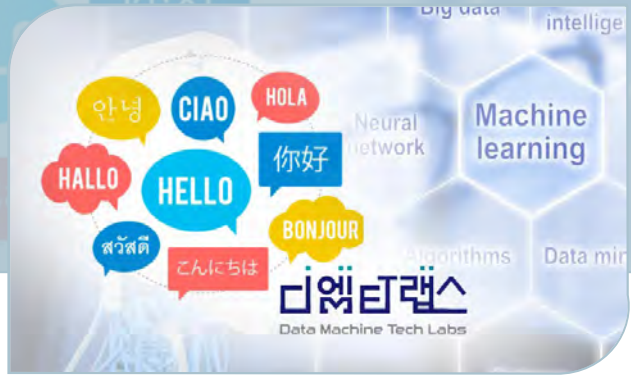 Big data
intellige
안녕
CIAO
HOLA
Neural
network
Machine
learning
你好
HALLO
HELLO
BONJOUR
สวัสดี
こんにちは
Algorithms
Data min
디엠티랩스
Data Machine Tech Labs